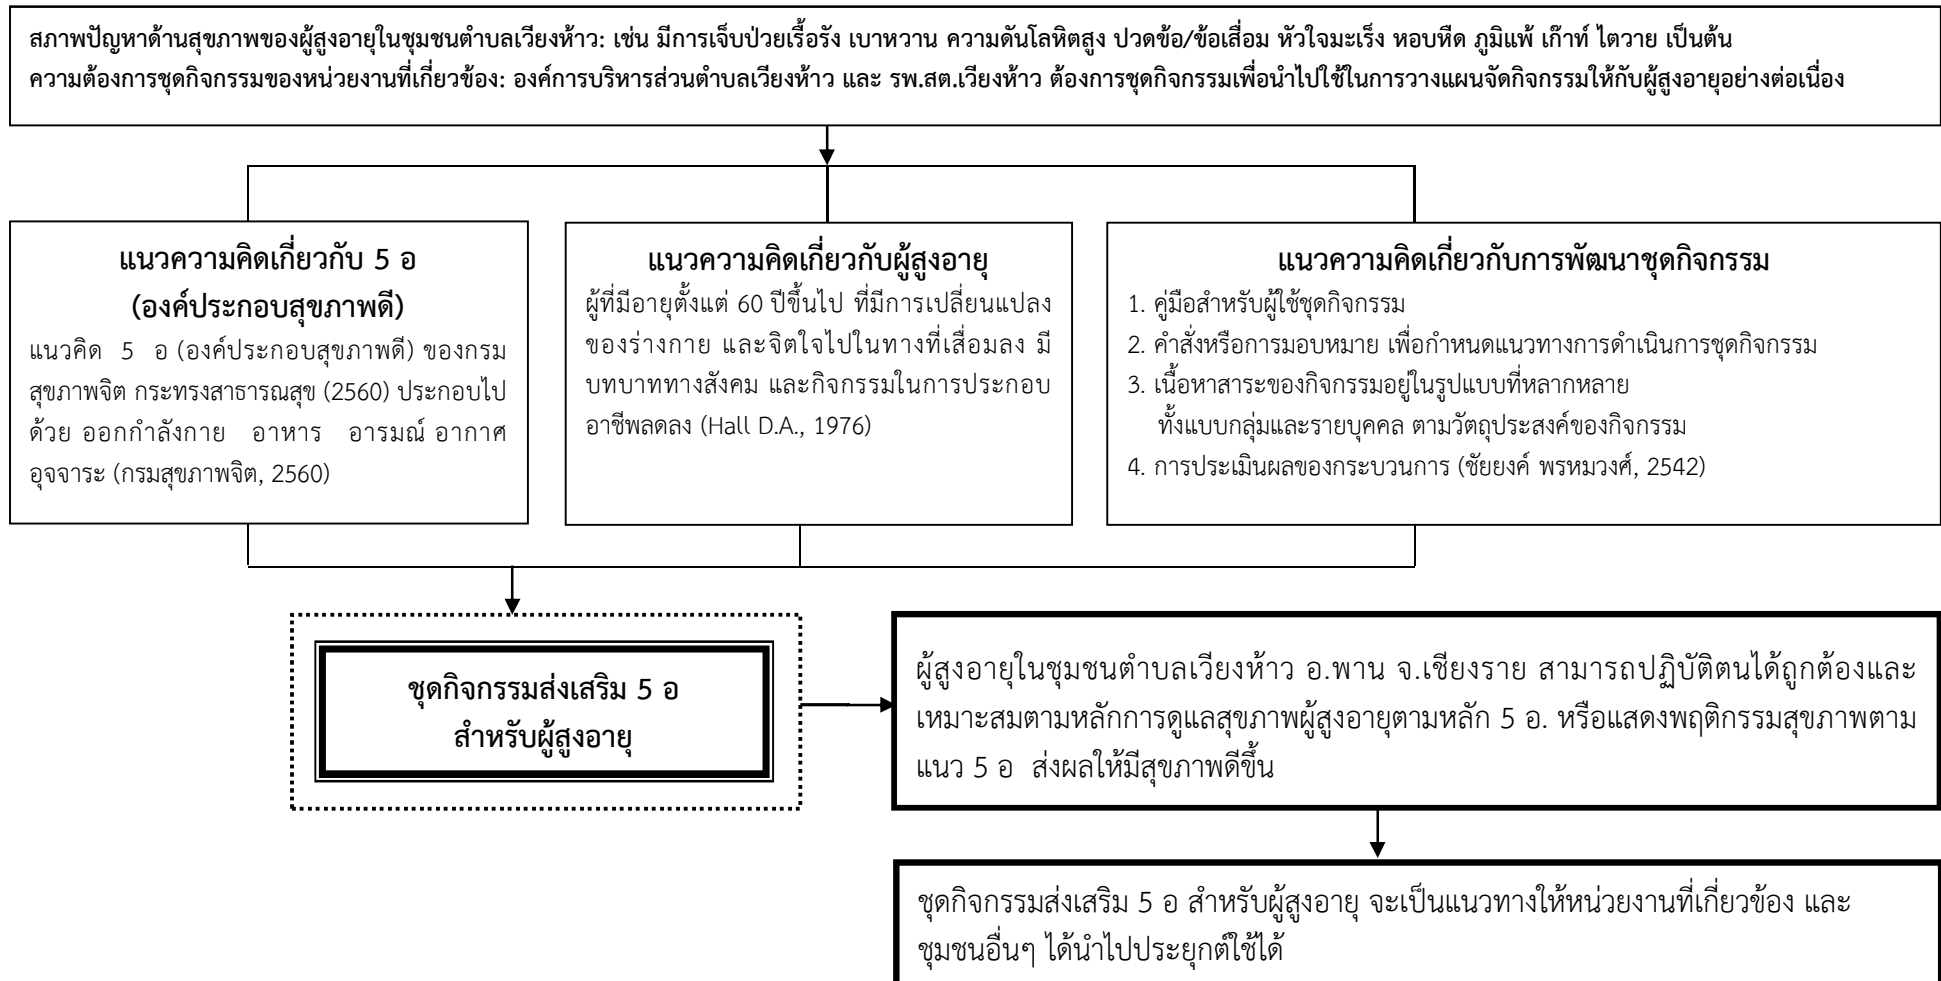 สภาพปัญหาด้านสุขภาพของผู้สูงอายุในชุมชนตำบลเวียงห้าว: เช่น มีการเจ็บป่วยเรื้อรัง เบาหวาน ความดันโลหิตสูง ปวดข้อ/ข้อเสื่อม หัวใจมะเร็ง หอบหืด ภูมิแพ้ เก๊าท์ ไตวาย เป็นต้น
ความต้องการชุดกิจกรรมของหน่วยงานที่เกี่ยวข้อง: องค์การบริหารส่วนตำบลเวียงห้าว และ รพ.สต.เวียงห้าว ต้องการชุดกิจกรรมเพื่อนำไปใช้ในการวางแผนจัดกิจกรรมให้กับผู้สูงอายุอย่างต่อเนื่อง
แนวความคิดเกี่ยวกับ 5 อ
(องค์ประกอบสุขภาพดี)
แนวคิด 5 อ (องค์ประกอบสุขภาพดี) ของกรม
สุขภาพจิต กระทรงสาธารณสุข (2560) ประกอบไป
ด้วย ออกกำลังกาย อาหาร อารมณ์ อากาศ
อุจจาระ (กรมสุขภาพจิต, 2560)
แนวความคิดเกี่ยวกับผู้สูงอายุ
ผู้ที่มีอายุตั้งแต่ 60 ปีขึ้นไป ที่มีการเปลี่ยนแปลง
ของร่างกาย และจิตใจไปในทางที่เสื่อมลง มี
บทบาททางสังคม และกิจกรรมในการประกอบ
อาชีพลดลง (Hall D.A., 1976)
แนวความคิดเกี่ยวกับการพัฒนาชุดกิจกรรม
1. คู่มือสำหรับผู้ใช้ชุดกิจกรรม
2. คำสั่งหรือการมอบหมาย เพื่อกำหนดแนวทางการดำเนินการชุดกิจกรรม
3. เนื้อหาสาระของกิจกรรมอยู่ในรูปแบบที่หลากหลาย
ทั้งแบบกลุ่มและรายบุคคล ตามวัตถุประสงค์ของกิจกรรม
4. การประเมินผลของกระบวนการ (ชัยยงค์ พรหมวงศ์, 2542)
ชุดกิจกรรมส่งเสริม 5 อ
สำหรับผู้สูงอายุ
ผู้สูงอายุในชุมชนตำบลเวียงห้าว อ.พาน จ.เชียงราย สามารถปฏิบัติตนได้ถูกต้องและ
เหมาะสมตามหลักการดูแลสุขภาพผู้สูงอายุตามหลัก 5 อ. หรือแสดงพฤติกรรมสุขภาพตาม
แนว 5 อ ส่งผลให้มีสุขภาพดีขึ้น
ชุดกิจกรรมส่งเสริม 5 อ สำหรับผู้สูงอายุ จะเป็นแนวทางให้หน่วยงานที่เกี่ยวข้อง และ
ชุมชนอื่นๆ ได้นำไปประยุกต์ใช้ได้